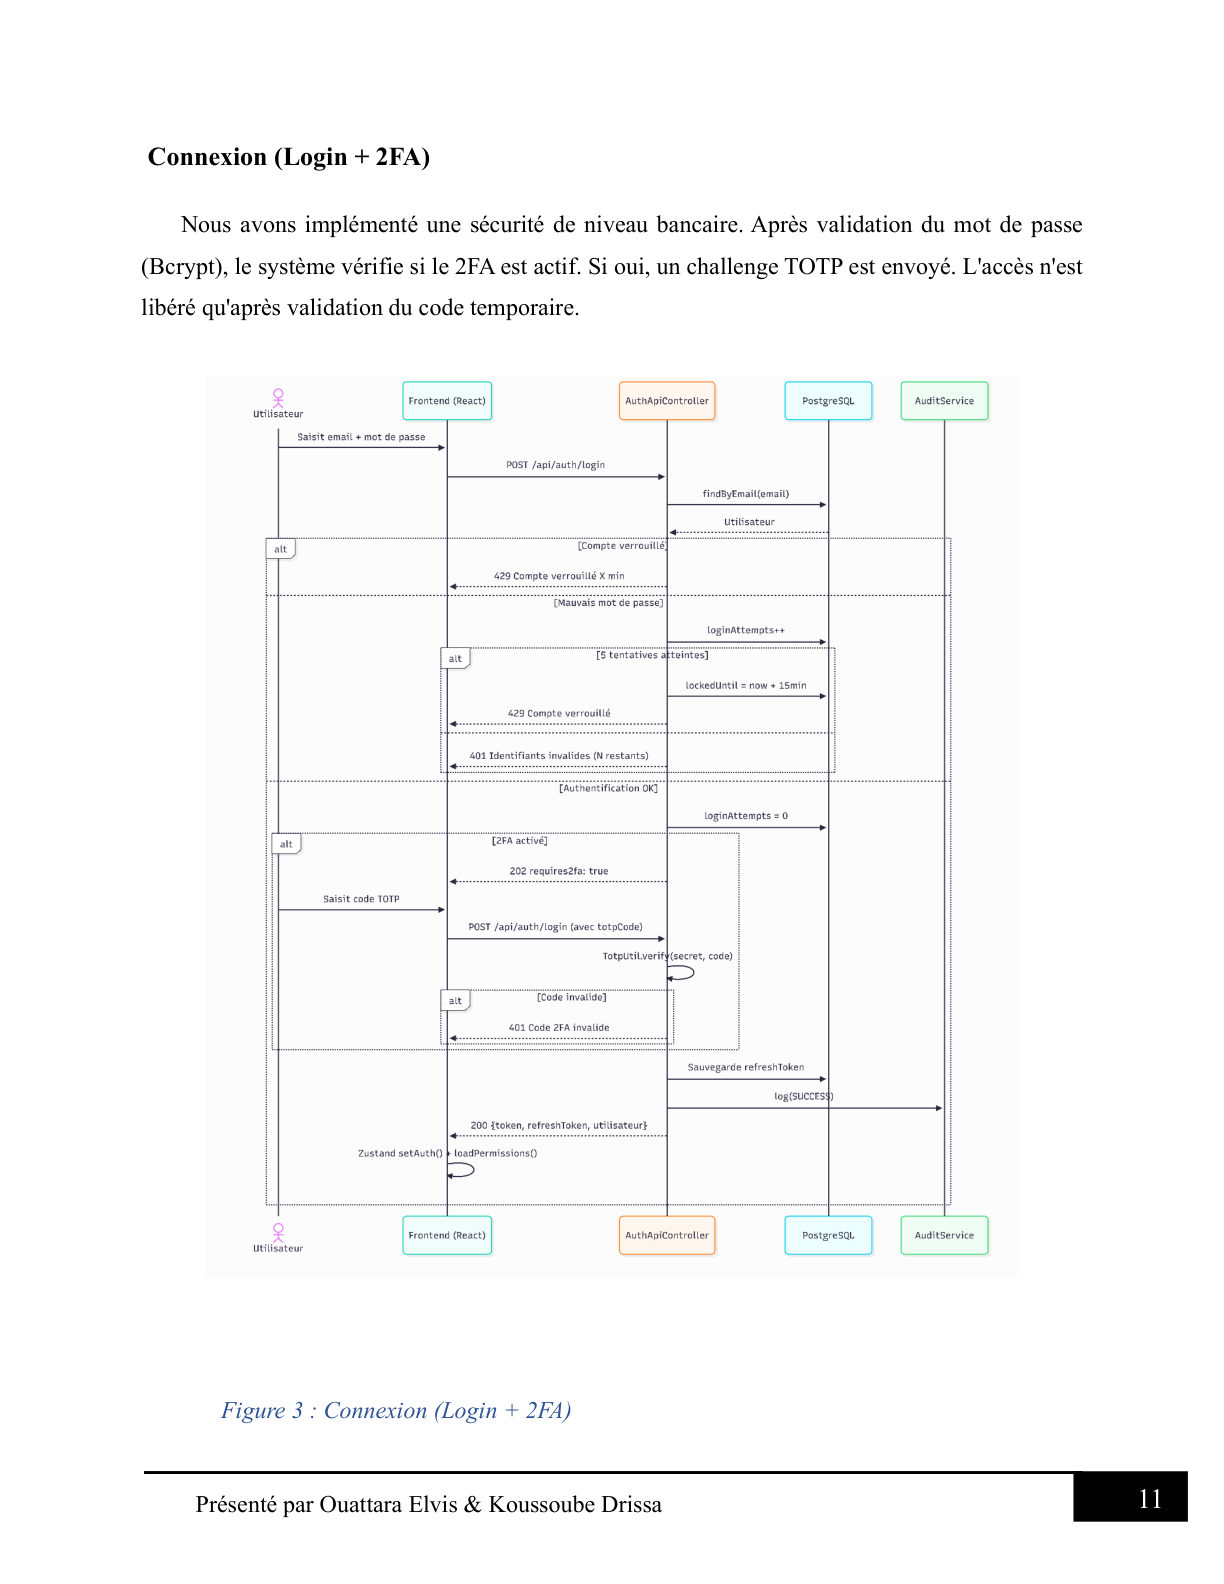 Connexion (Login + 2FA)
Nous avons implémenté une sécurité de niveau bancaire. Après validation du mot de passe
(Bcrypt), le système vérifie si le 2FA est actif. Si oui, un challenge TOTP est envoyé. L'accès n'est
libéré qu'après validation du code temporaire.
Utilisateur
Frontend (React)
AuthApiController
PostgreSQL
AuditService
Saisit email + mot de passe
POST /api/auth/login
findByEmail(email)
Utilisateur
alt
[Compte verrouillé]
429 Compte verrouillé X min
[Mauvais mot de passe]
loginAttempts++
alt
[5 tentatives atteintes]
lockedUntil = now + 15min
429 Compte verrouillé
401 Identifiants invalides (N restants)
[Authentification OK]
loginAttempts = 0
alt
[2FA activé]
202 requires2fa: true
Saisit code TOTP
POST /api/auth/login (avec totpCode)
TotpUtil.verify(secret, code)
alt
[Code invalide]
401 Code 2FA invalide
Sauvegarde refreshToken
log(SUCCESS)
200 {token, refreshToken, utilisateur}
Zustand setAuth() + loadPermissions()
Utilisateur
Frontend (React)
AuthApiController
PostgreSQL
AuditService
Figure 3 : Connexion (Login + 2FA)
Présenté par Ouattara Elvis & Koussoube Drissa
11